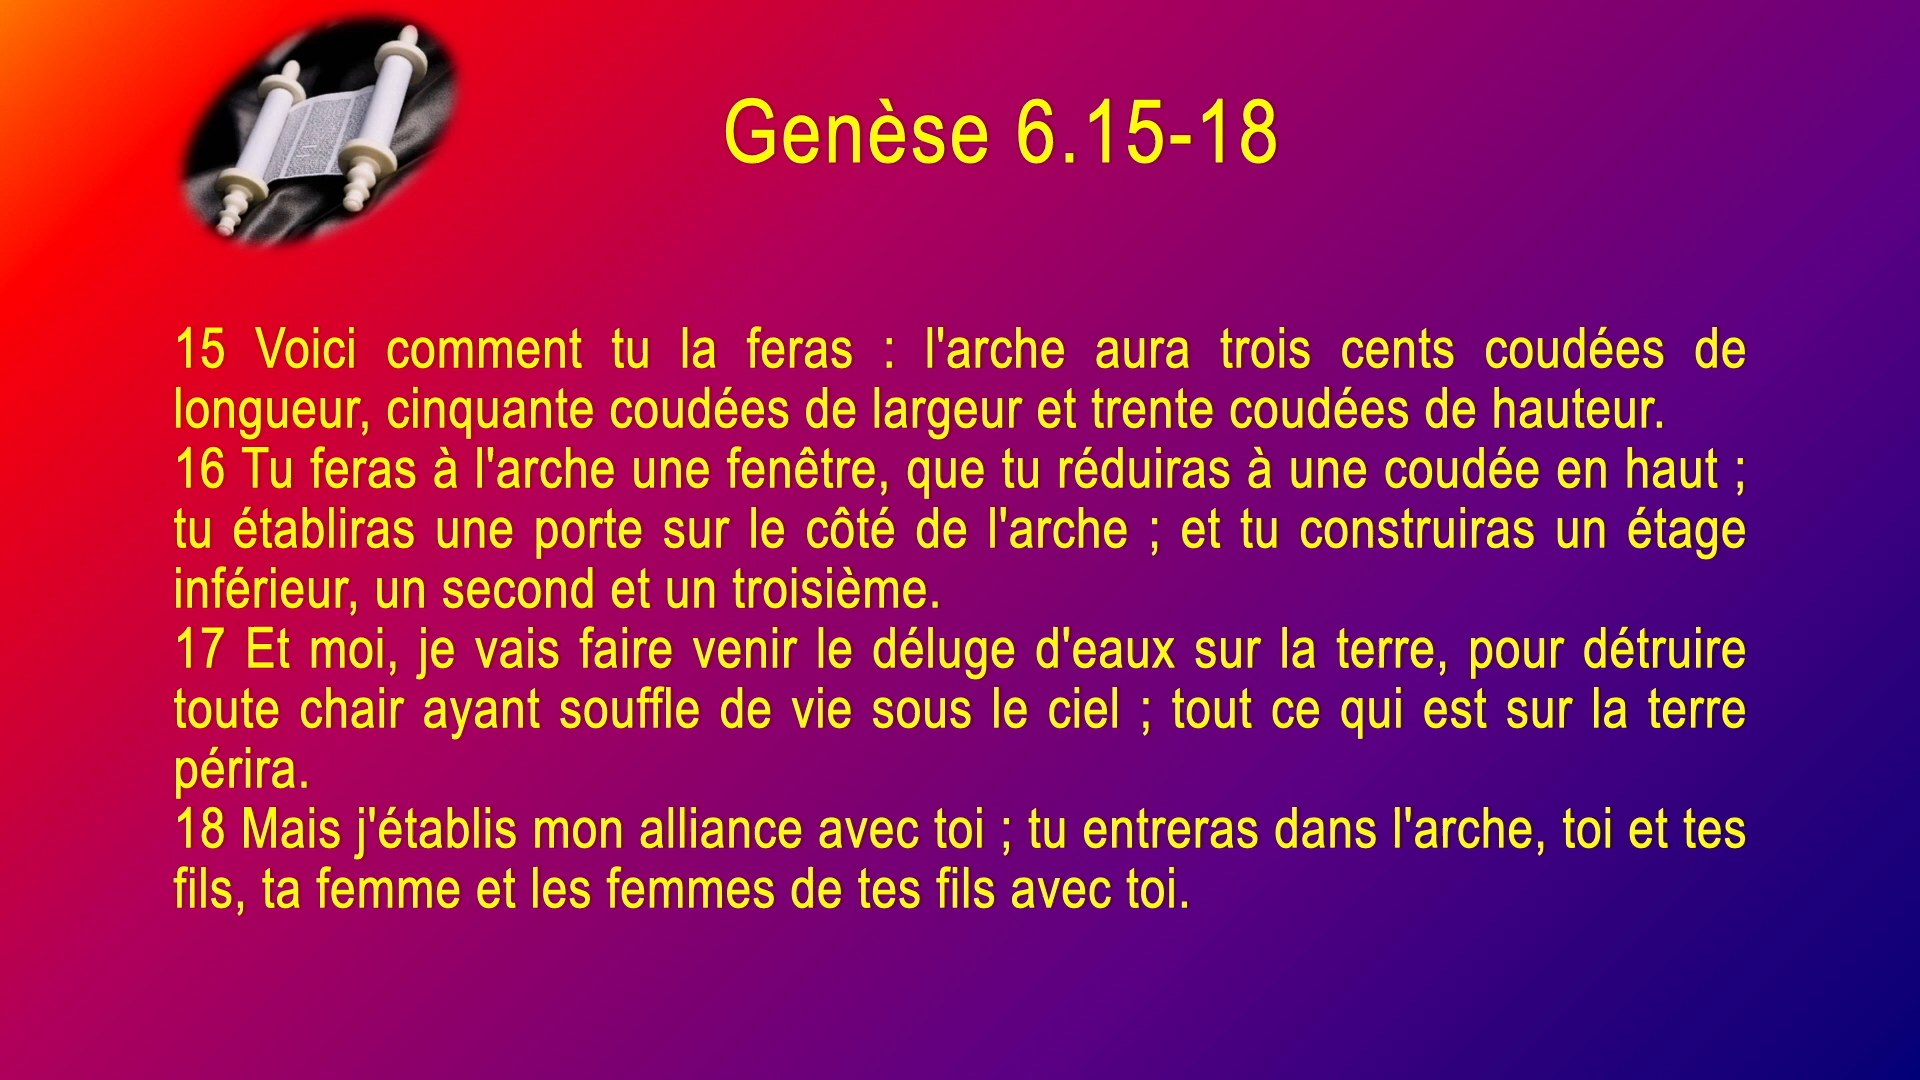 Genèse 6.15-18
15 Voici comment tu la feras : l'arche aura trois cents coudées de
longueur, cinquante coudées de largeur et trente coudées de hauteur.
16 Tu feras à l'arche une fenêtre, que tu réduiras à une coudée en haut ;
tu établiras une porte sur le côté de l'arche ; et tu construiras un étage
inférieur, un second et un troisième.
17 Et moi, je vais faire venir le déluge d'eaux sur la terre, pour détruire
toute chair ayant souffle de vie sous le ciel ; tout ce qui est sur la terre
périra.
18 Mais j'établis mon alliance avec toi ; tu entreras dans l'arche, toi et tes
fils, ta femme et les femmes de tes fils avec toi.